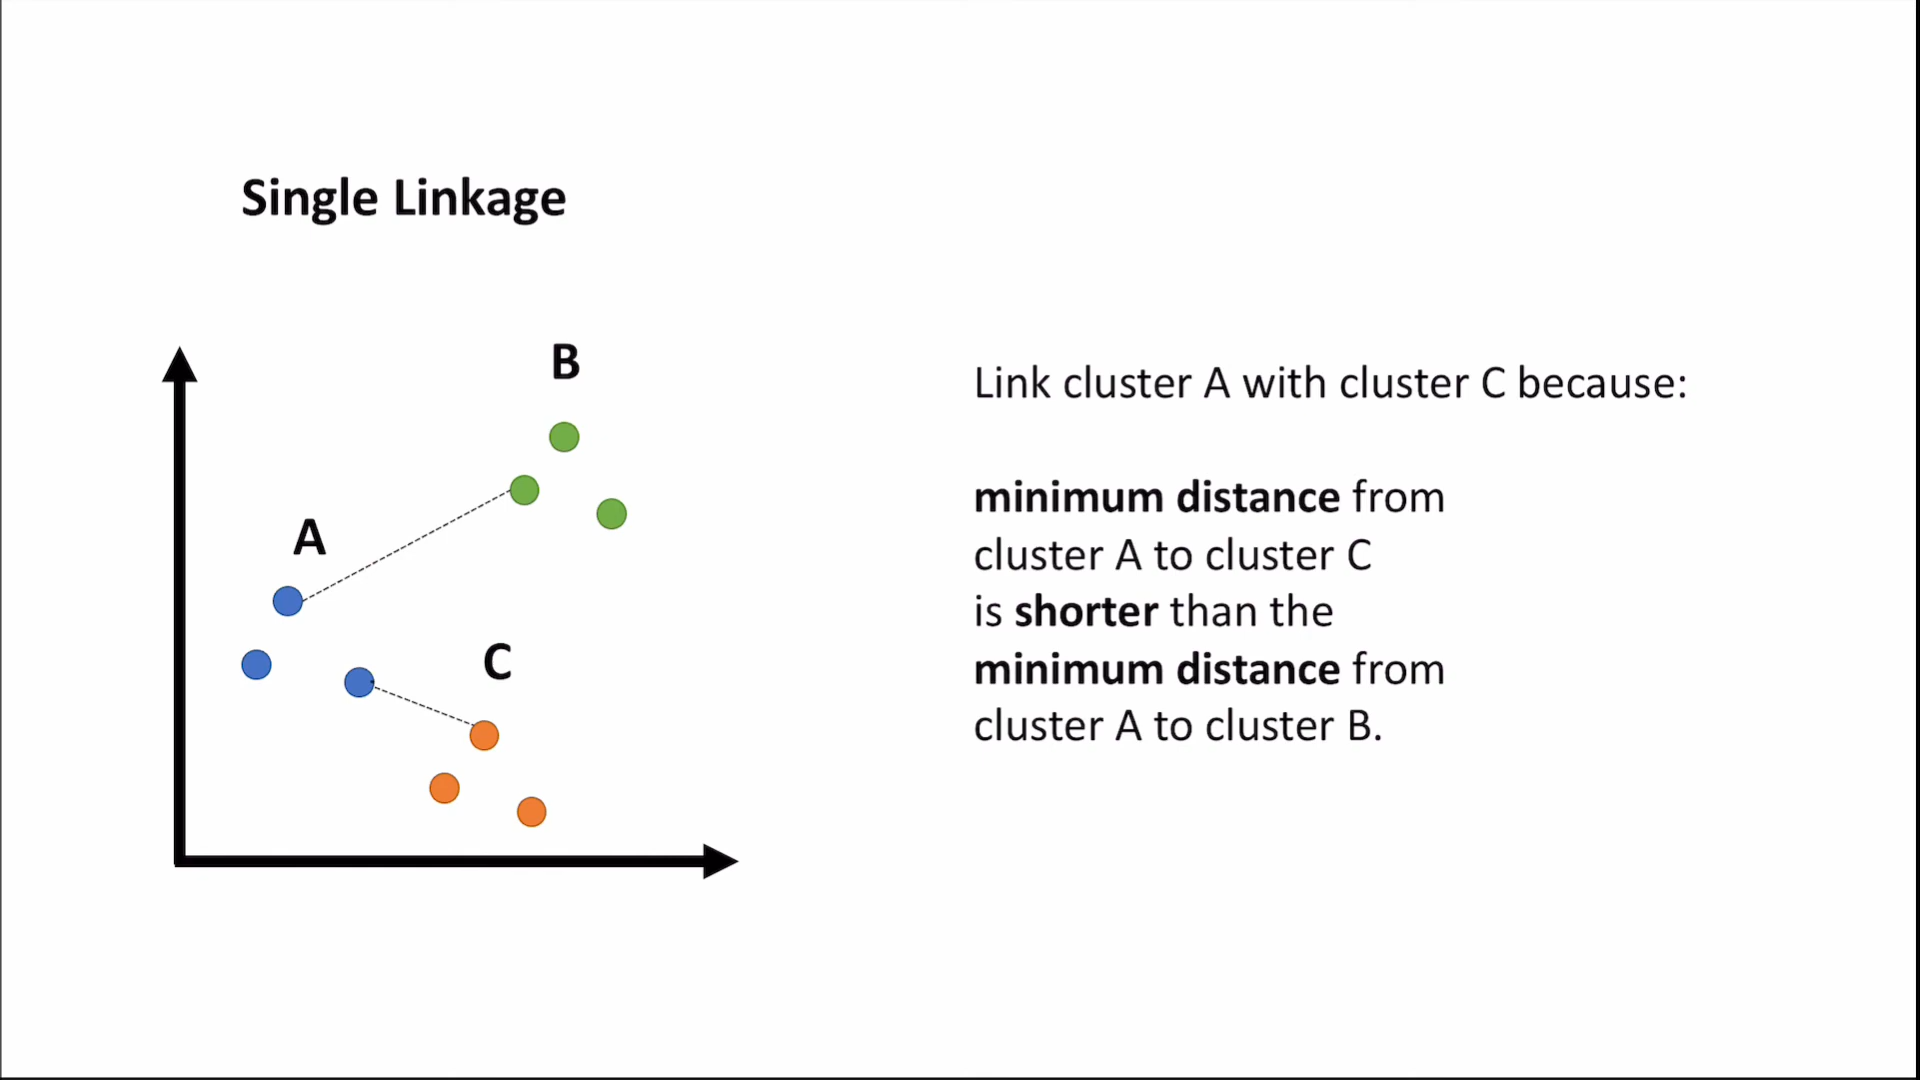 Single Linkage
B
A
C
Link cluster A with cluster C because:
minimum distance from
cluster A to cluster C
is shorter than the
minimum distance from
cluster A to cluster B.